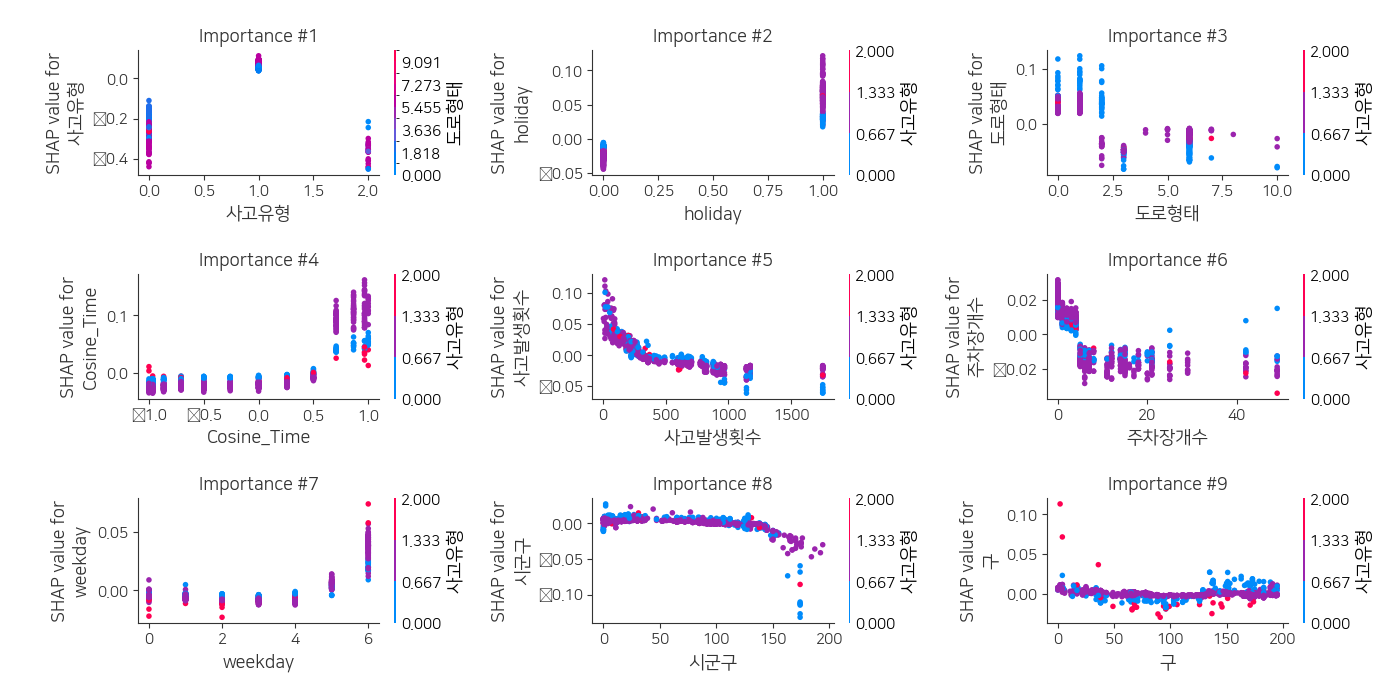 Importance #1
SHAP value for
사고유형
0.0
0.2
0.4
0.0 0.5 1.0 1.5 2.0
사고유형
9.091
7.273
5.455
3.636
1.818
0.000
도로형태
Importance #2
SHAP value for
holiday
0.10
0.05
0.00
0.05
0.00 0.25 0.50 0.75 1.00
holiday
2.000
1.333
0.667
0.000
사고유형
Importance #3
SHAP value for
도로형태
0.1
0.0
0.0 2.5 5.0 7.5 10.0
도로형태
2.000
1.333
0.667
0.000
사고유형
Importance #4
SHAP value for
Cosine_Time
0.1
0.0
1.0 0.5 0.0 0.5 1.0
Cosine_Time
2.000
1.333
0.667
0.000
사고유형
Importance #5
SHAP value for
사고발생횟수
0.10
0.05
0.00
0.05
0 500 1000 1500
사고발생횟수
2.000
1.333
0.667
0.000
사고유형
Importance #6
SHAP value for
주차장개수
0.02
0.00
0.02
0 20 40
주차장개수
2.000
1.333
0.667
0.000
사고유형
Importance #7
SHAP value for
weekday
0.05
0.00
0 2 4 6
weekday
2.000
1.333
0.667
0.000
사고유형
Importance #8
SHAP value for
시군구
0.00
0.05
0.10
0 50 100 150 200
시군구
2.000
1.333
0.667
0.000
사고유형
Importance #9
SHAP value for
구
0.10
0.05
0.00
0 50 100 150 200
구
2.000
1.333
0.667
0.000
사고유형